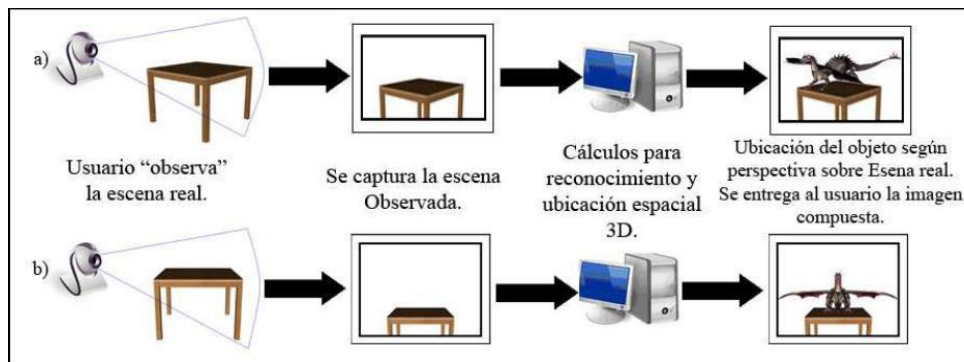 a)
Usuario “observa”
la escena real.
Se captura la escena
Observada.
Cálculos para
reconocimiento y
ubicación espacial
3D.
Ubicación del objeto según
perspectiva sobre Esena real.
Se entrega al usuario la imagen
compuesta.
b)